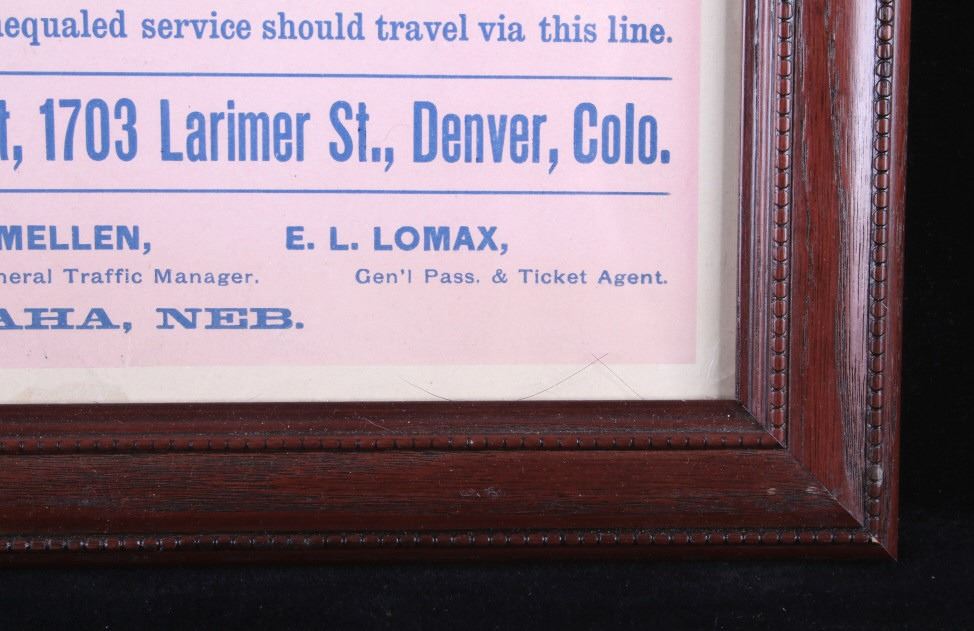 equaled service should travel via this line.
t, 1703 Larimer St., Denver, Colo.
MELLEN, E. L. LOMAX,
neral Traffic Manager. Gen'l Pass. & Ticket Agent.
AHA, NEB.